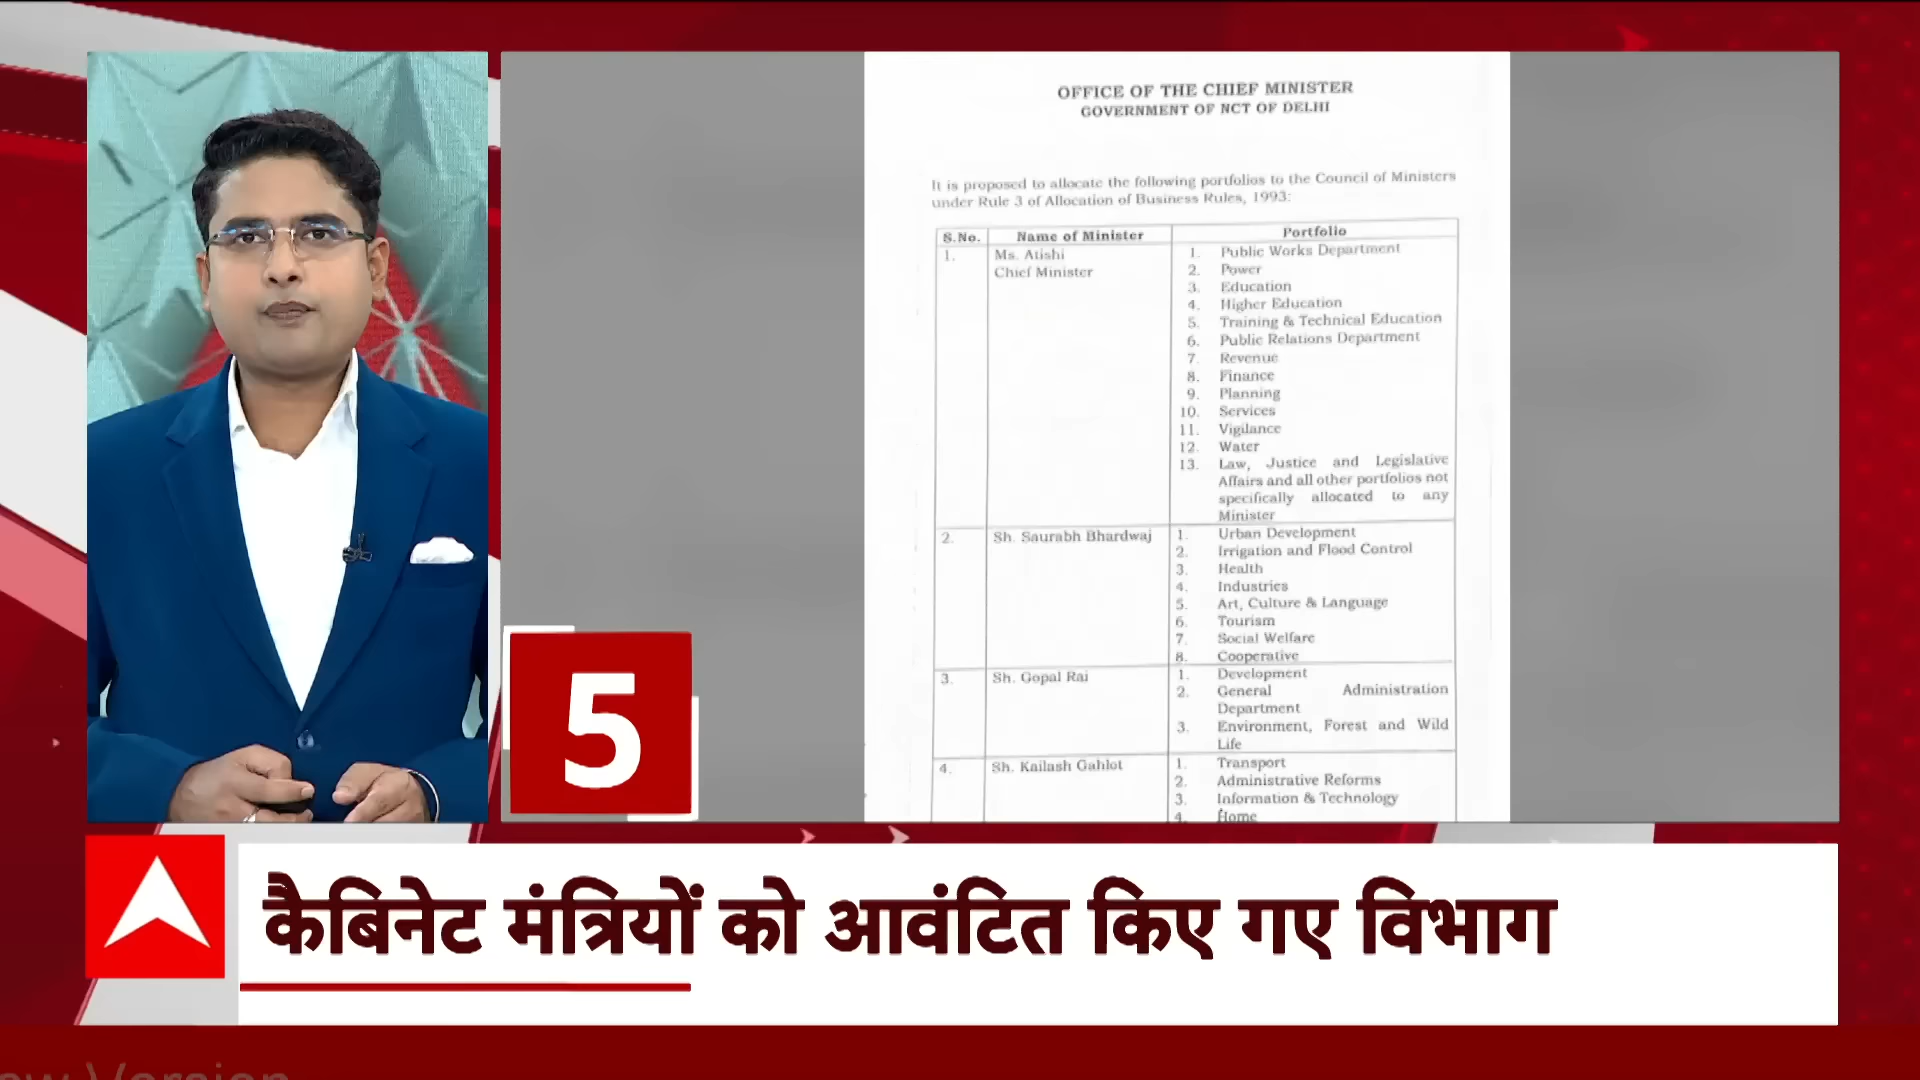 OFFICE OF THE CHIEF MINISTER
GOVERNMENT OF NCT OF DELHI
It is proposed to allocate the following portfolios to the Council of Ministers
under Rule 3 of Allocation of Business Rules, 1993:
S.No. Name of Minister Portfolio
1. Ms. Atishi
Chief Minister
1. Public Works Department
2. Power
3. Education
4. Higher Education
5. Training & Technical Education
6. Public Relations Department
7. Revenue
8. Finance
9. Planning
10. Services
11. Vigilance
12. Water
13. Law, Justice and Legislative
Affairs and all other portfolios not
specifically allocated to any
Minister
2. Sh. Saurabh Bhardwaj
1. Urban Development
2. Irrigation and Flood Control
3. Health
4. Industries
5. Art, Culture & Language
6. Tourism
7. Social Welfare
8. Cooperative
3. Sh. Gopal Rai
1. Development
2. General Administration
Department
3. Environment, Forest and Wild
Life
4. Sh. Kailash Gahlot
1. Transport
2. Administrative Reforms
3. Information & Technology
4. Home
5
कैबिनेट मंत्रियों को आवंटित किए गए विभाग